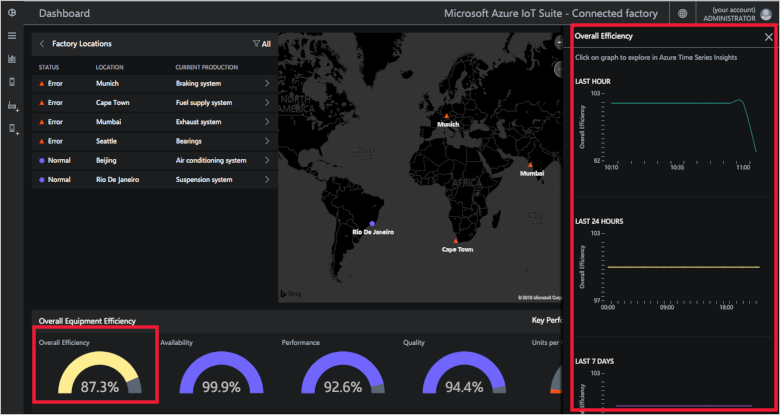 Dashboard
Microsoft Azure IoT Suite - Connected factory
(your account)
ADMINISTRATOR
Factory Locations
All
STATUS LOCATION CURRENT PRODUCTION
Error Munich Braking system
Error Cape Town Fuel supply system
Error Mumbai Exhaust system
Error Seattle Bearings
Normal Beijing Air conditioning system
Normal Rio De Janeiro Suspension system
NORTH
AMERICA
AFRICA
Munich
Mumbai
Rio De Janeiro
Cape Town
Bing
© 2018 Microsoft Corp
Overall Equipment Efficiency
Key Perf
Overall Efficiency
87.3%
Availability
99.9%
Performance
92.6%
Quality
94.4%
Units per
Overall Efficiency
Click on graph to explore in Azure Time Series Insights
LAST HOUR
103
Overall Efficiency
82
10:10 10:35 11:00
LAST 24 HOURS
103
Overall Efficiency
97
00:00 09:00 18:00
LAST 7 DAYS
103
Overall Efficiency